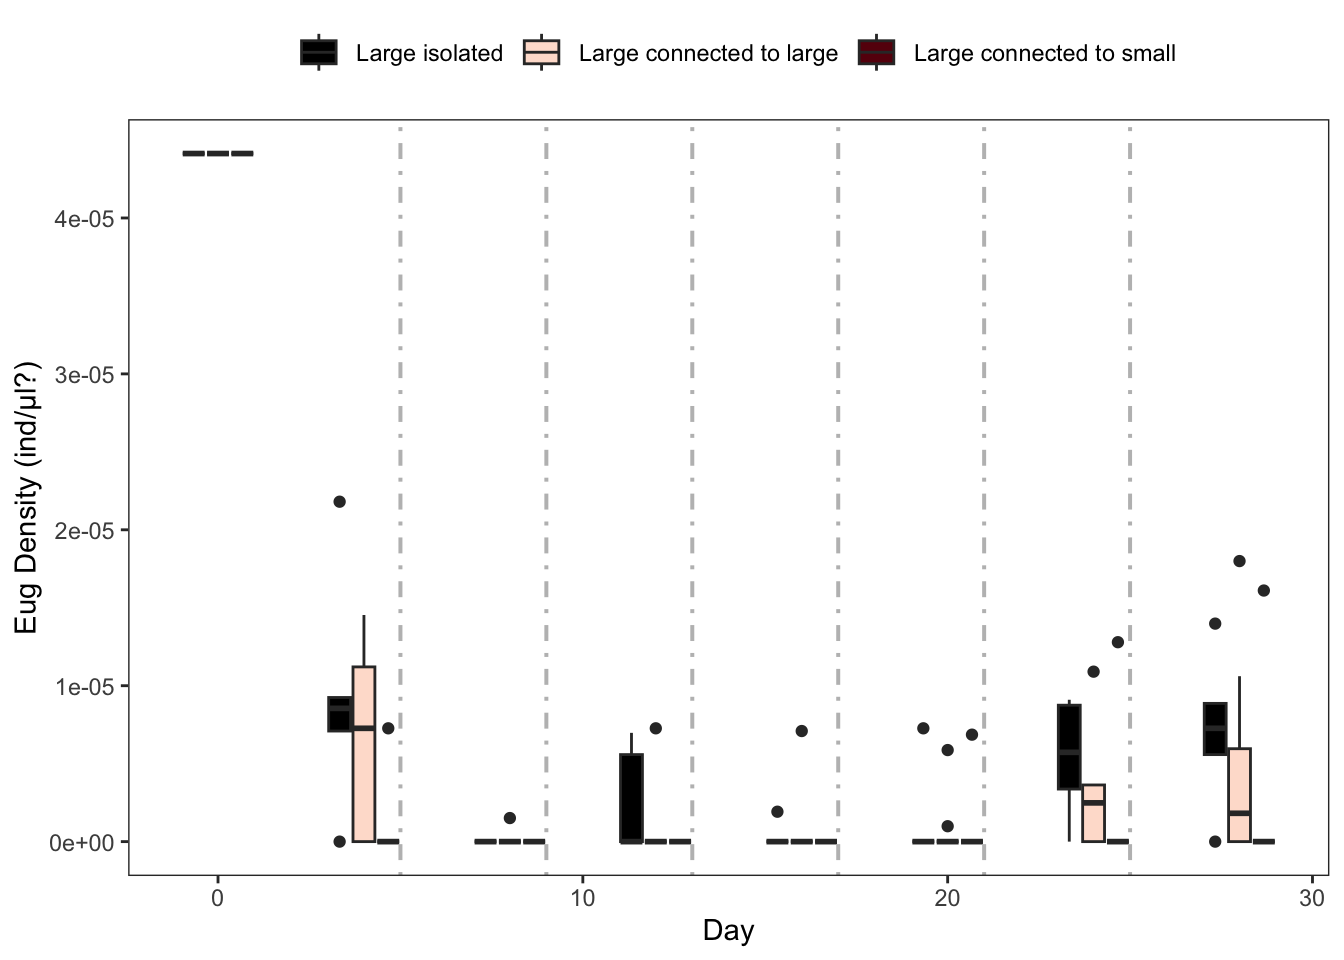 Large isolated Large connected to large Large connected to small
Eug Density (ind/µl?)
4e-05
3e-05
2e-05
1e-05
0e+00
0 10 20 30
Day